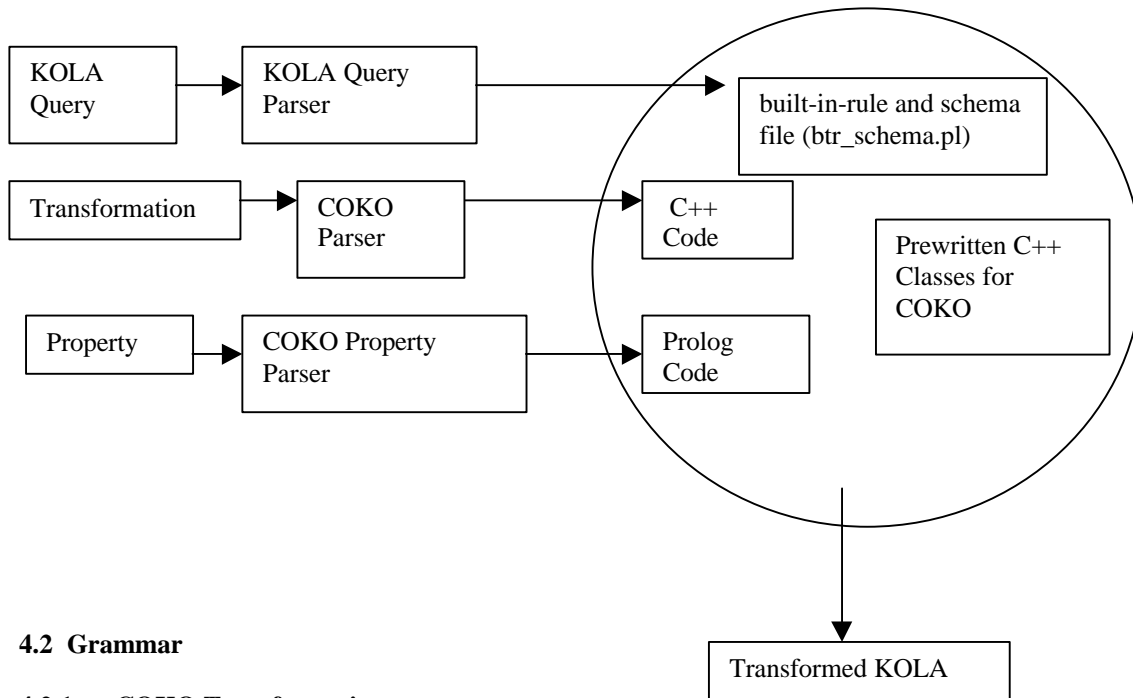 KOLA
Query
KOLA Query
Parser
built-in-rule and schema
file (btr_schema.pl)
Transformation
COKO
Parser
C++
Code
Prewritten C++
Classes for
COKO
Property
COKO Property
Parser
Prolog
Code
4.2 Grammar
Transformed KOLA